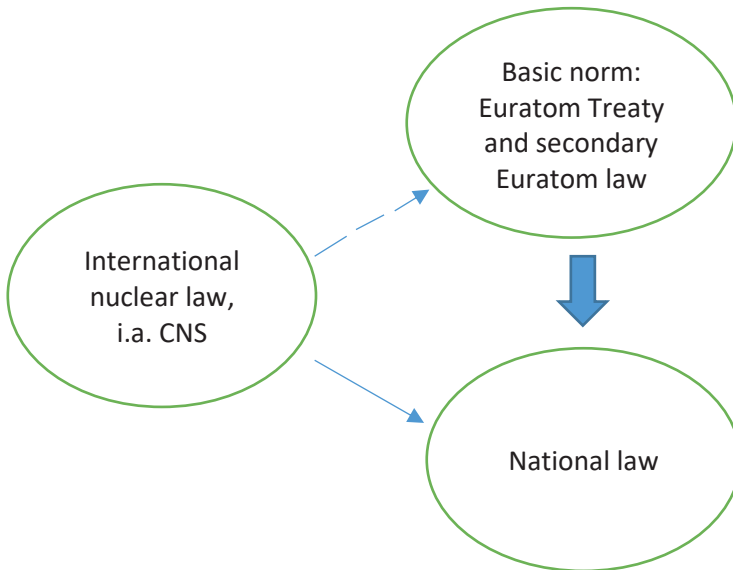 Basic norm:
Euratom Treaty
and secondary
Euratom law
International
nuclear law,
i.a. CNS
National law